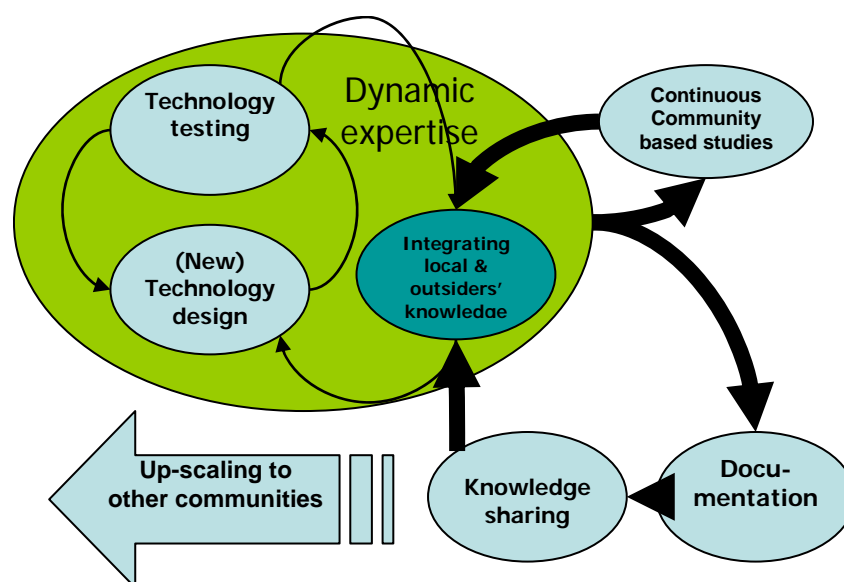 Technology
testing
Dynamic
expertise
Continuous
Community
based studies
(New)
Technology
design
Integrating
local &
outsiders'
knowledge
Up-scaling to
other communities
Knowledge
sharing
Docu-
mentation